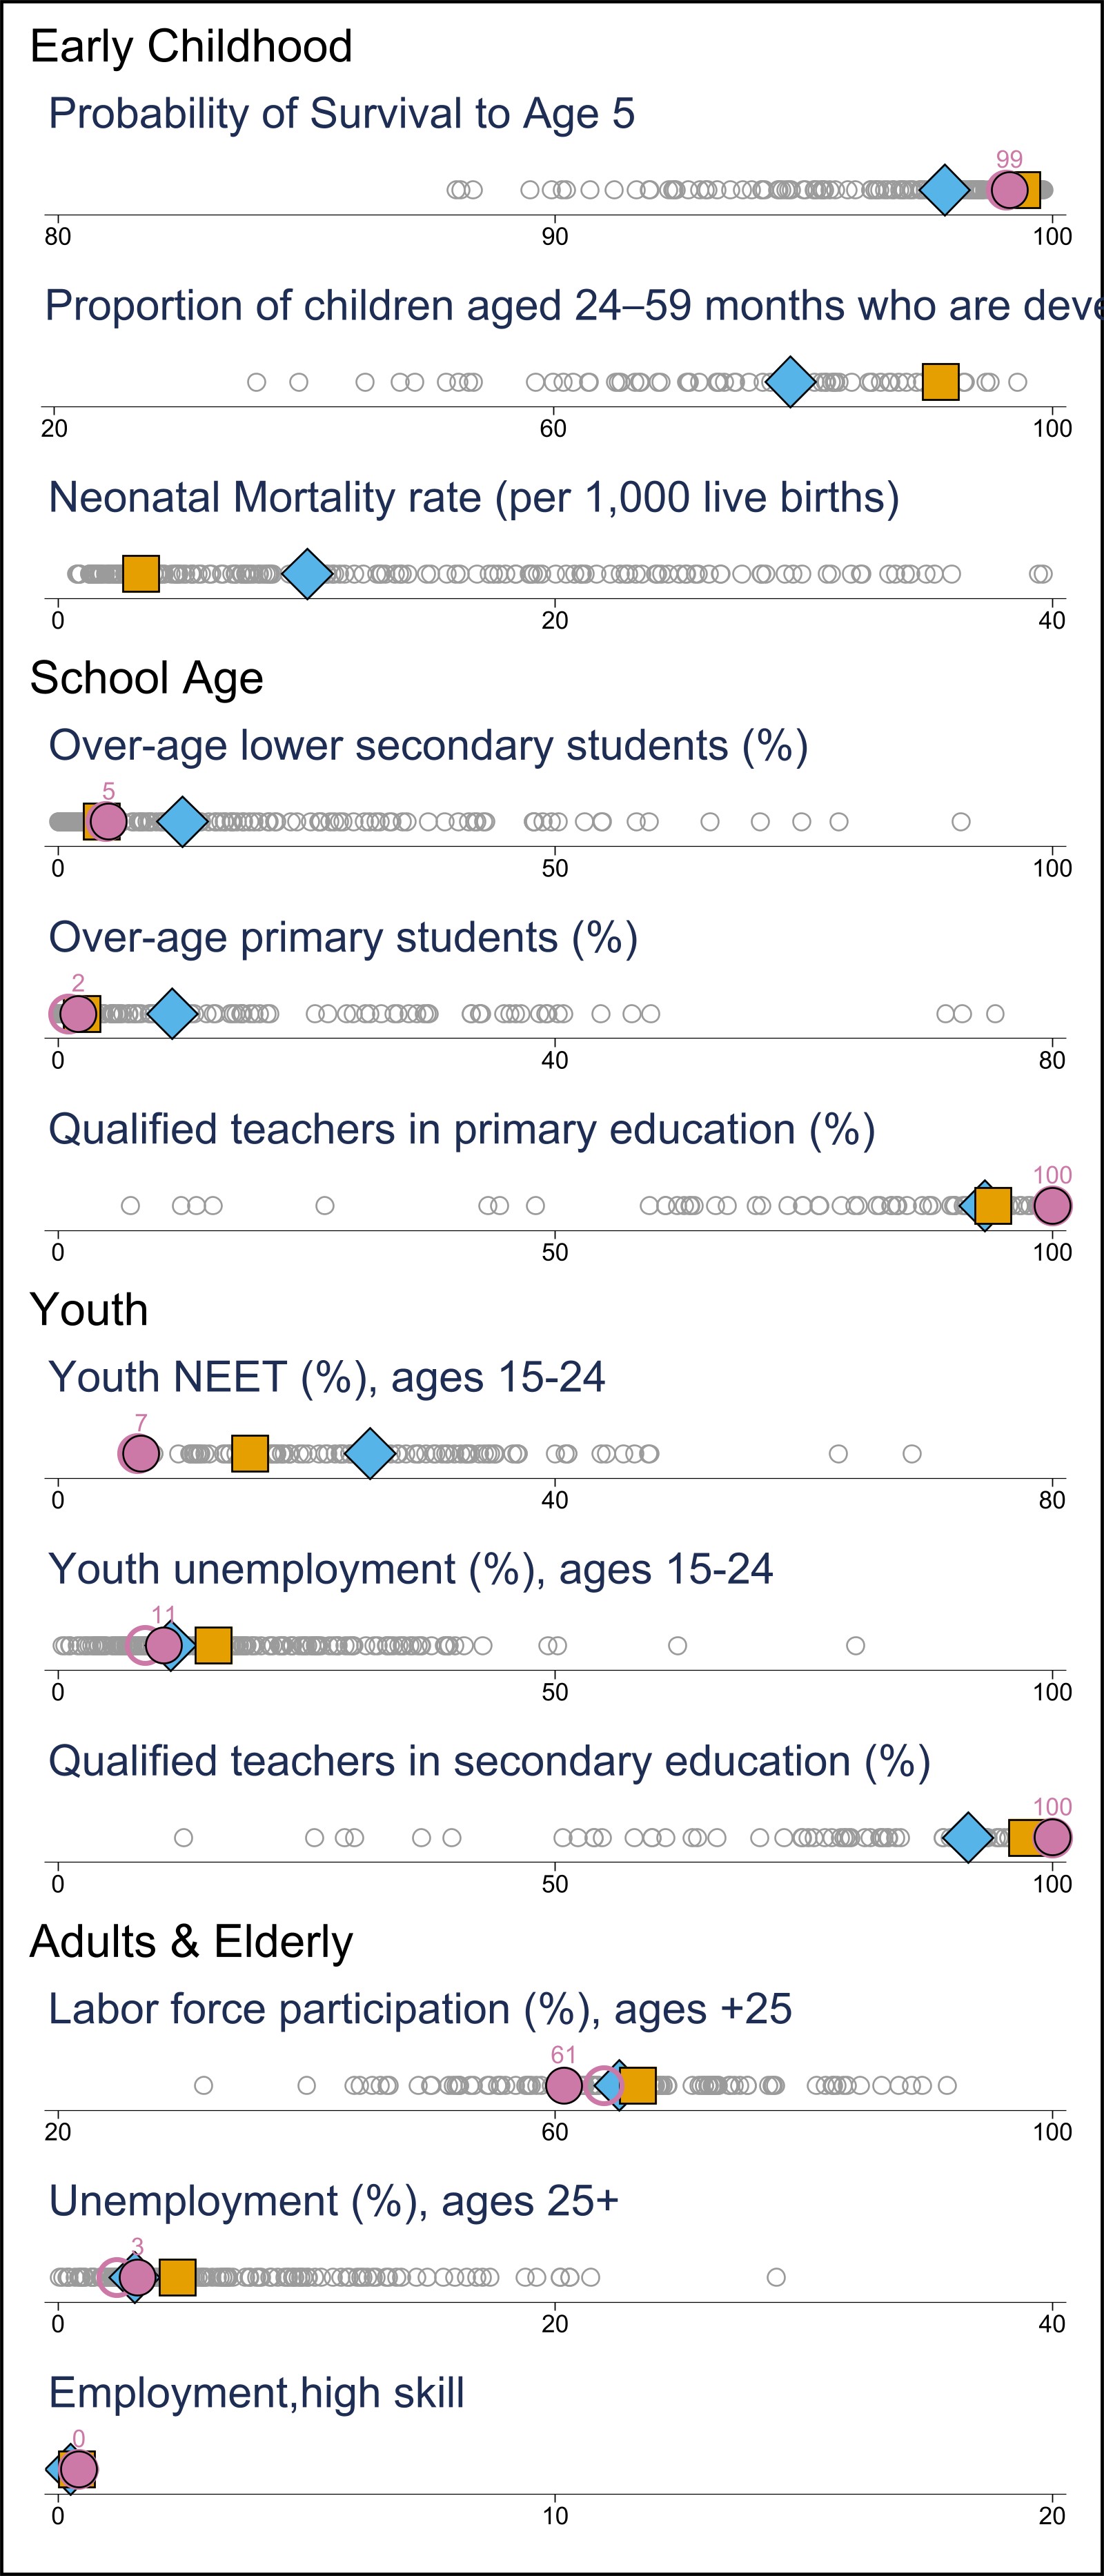 Early Childhood
Probability of Survival to Age 5
99
80 90 100
Proportion of children aged 24–59 months who are deve
20 60 100
Neonatal Mortality rate (per 1,000 live births)
0 20 40
School Age
Over-age lower secondary students (%)
5
0 50 100
Over-age primary students (%)
2
0 40 80
Qualified teachers in primary education (%)
100
0 50 100
Youth
Youth NEET (%), ages 15-24
7
0 40 80
Youth unemployment (%), ages 15-24
11
0 50 100
Qualified teachers in secondary education (%)
100
0 50 100
Adults & Elderly
Labor force participation (%), ages +25
61
20 60 100
Unemployment (%), ages 25+
3
0 20 40
Employment,high skill
0
0 10 20